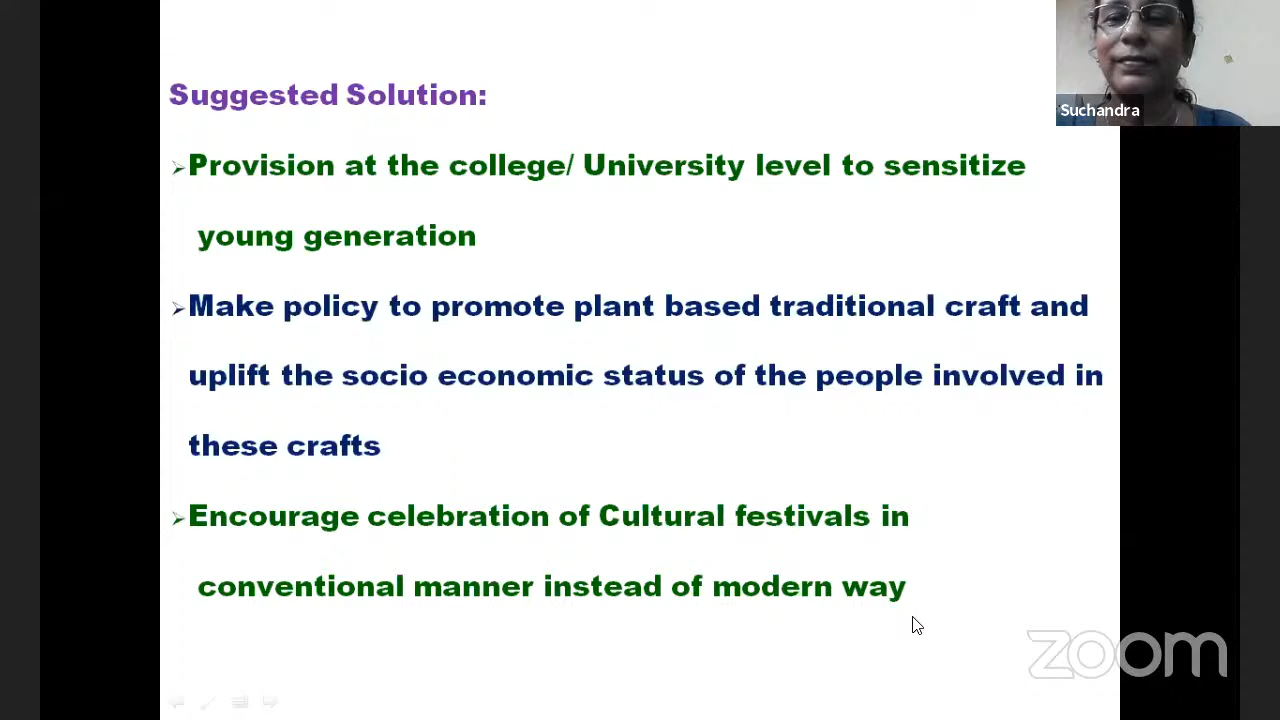 Suggested Solution:
Suchandra
➢Provision at the college/ University level to sensitize
young generation
➢Make policy to promote plant based traditional craft and
uplift the socio economic status of the people involved in
these crafts
➢Encourage celebration of Cultural festivals in
conventional manner instead of modern way
zoom